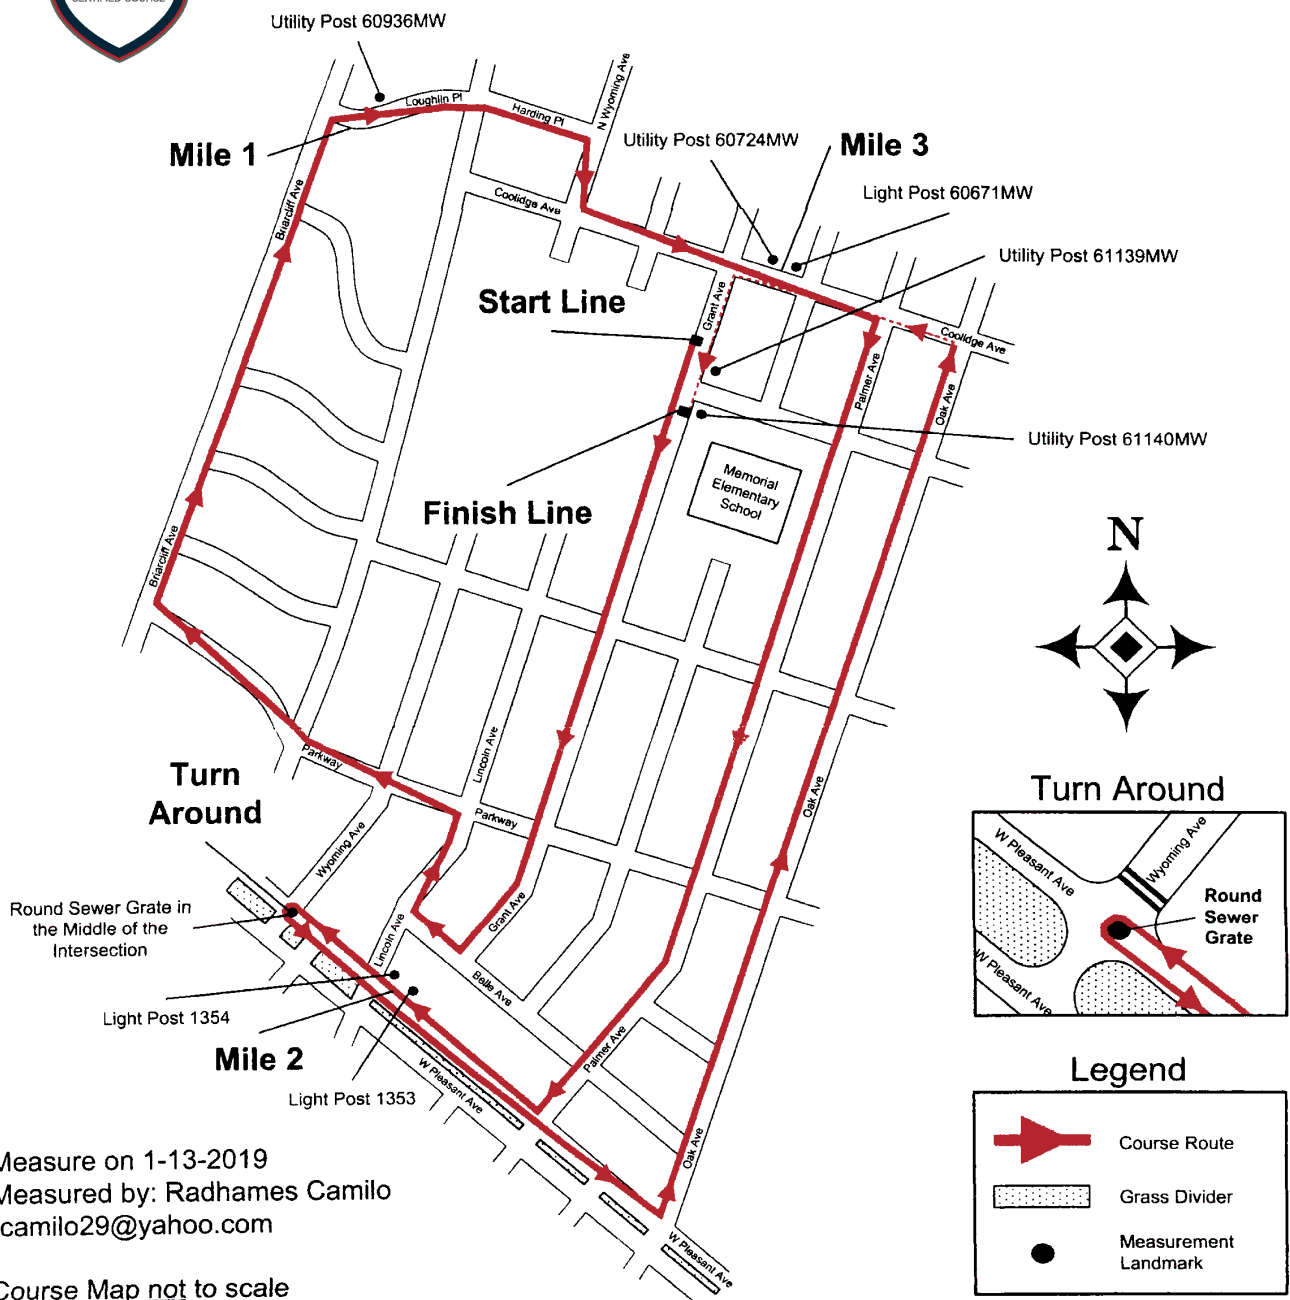 CERTIFIED COURSE
Utility Post 60936MW
Loughlin Pl
Harding Pl
N Wyoming Ave
Mile 1
Utility Post 60724MW
Mile 3
Light Post 60671MW
Coolidge Ave
Briarcliff Ave
Utility Post 61139MW
Start Line
Grant Ave
Coolidge Ave
Palmer Ave
Oak Ave
Utility Post 61140MW
Memorial
Elementary
School
Finish Line
Briarcliff Ave
N
Lincoln Ave
Parkway
Turn
Around
Parkway
Oak Ave
Wyoming Ave
Turn Around
W Pleasant Ave
Wyoming Ave
Round
Sewer
Grate
W Pleasant Ave
Round Sewer Grate in
the Middle of the
Intersection
Grant Ave
Lincoln Ave
Belle Ave
Light Post 1354
Mile 2
Palmer Ave
Light Post 1353
W Pleasant Ave
Oak Ave
W Pleasant Ave
Legend
Course Route
Grass Divider
Measurement
Landmark
Measure on 1-13-2019
Measured by: Radhames Camilo
camilo29@yahoo.com
Course Map not to scale